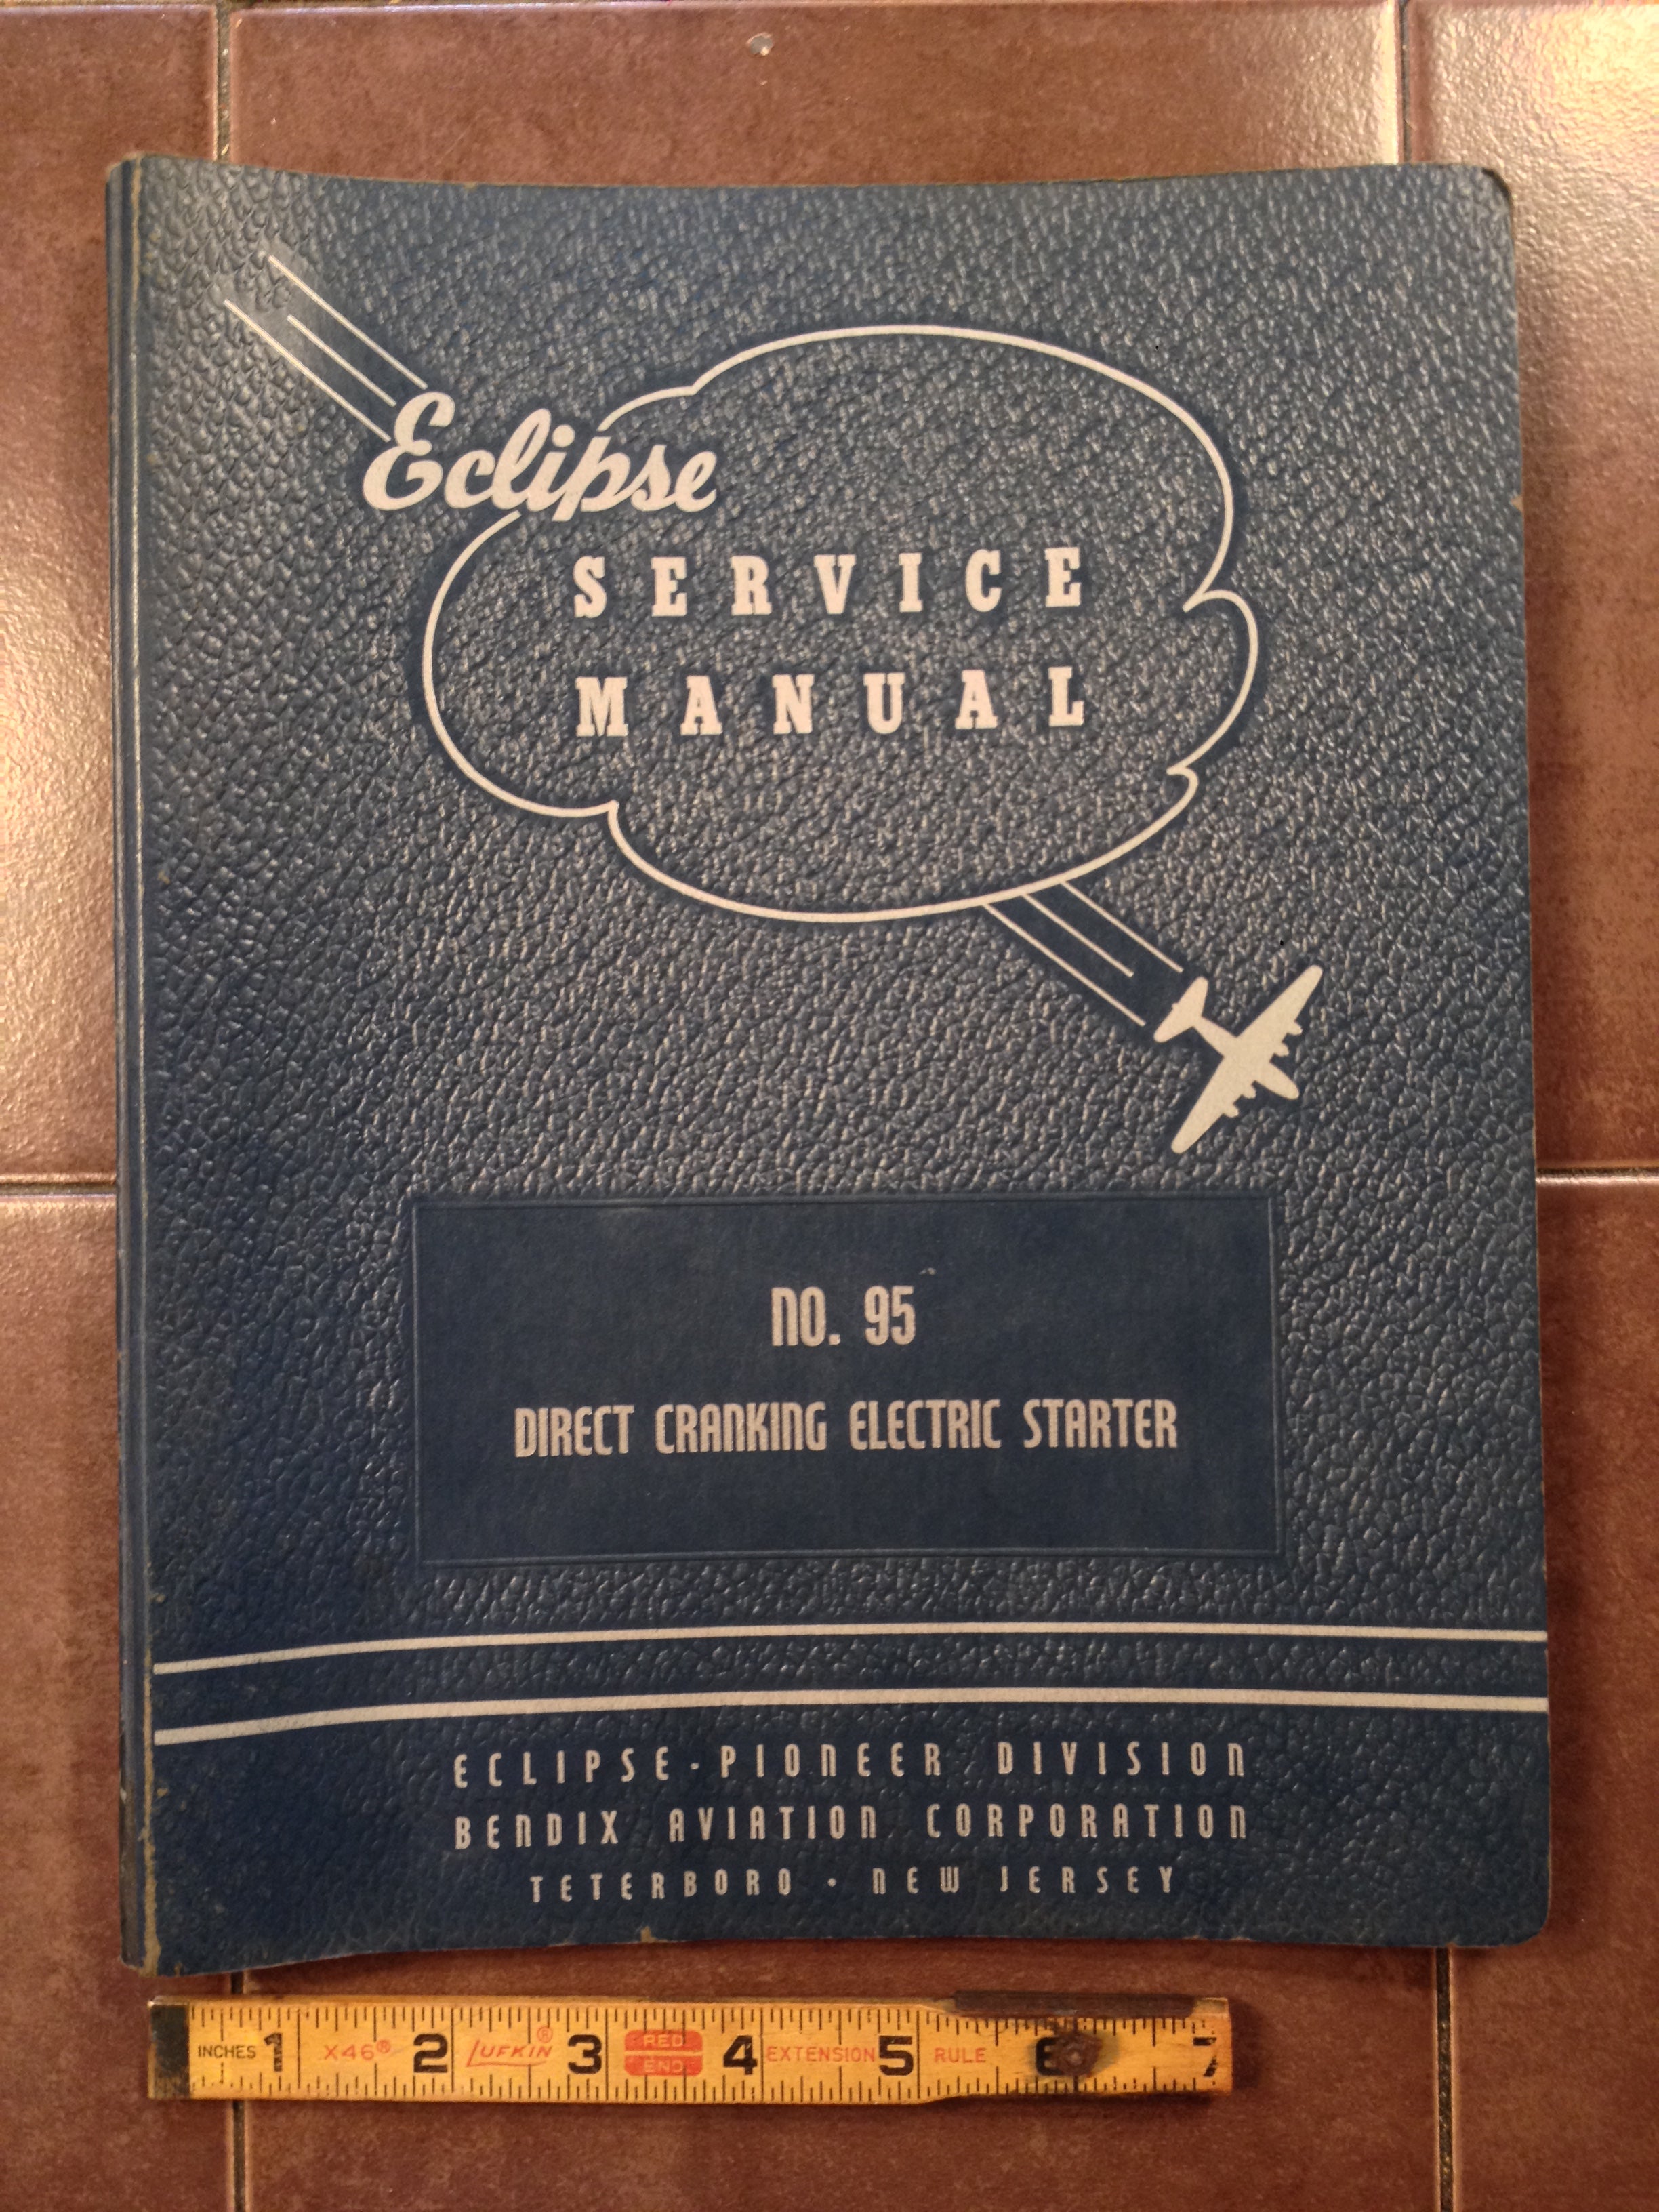 Eclipse
SERVICE
MANUAL
NO. 95
DIRECT CRANKING ELECTRIC STARTER
ECLIPSE-PIONEER DIVISION
BENDIX AVIATION CORPORATION
TETERBORO • NEW JERSEY
INCHES 1 X46® 2 LUFKIN® 3 RED END 4 EXTENSION 5 RULE 6 7